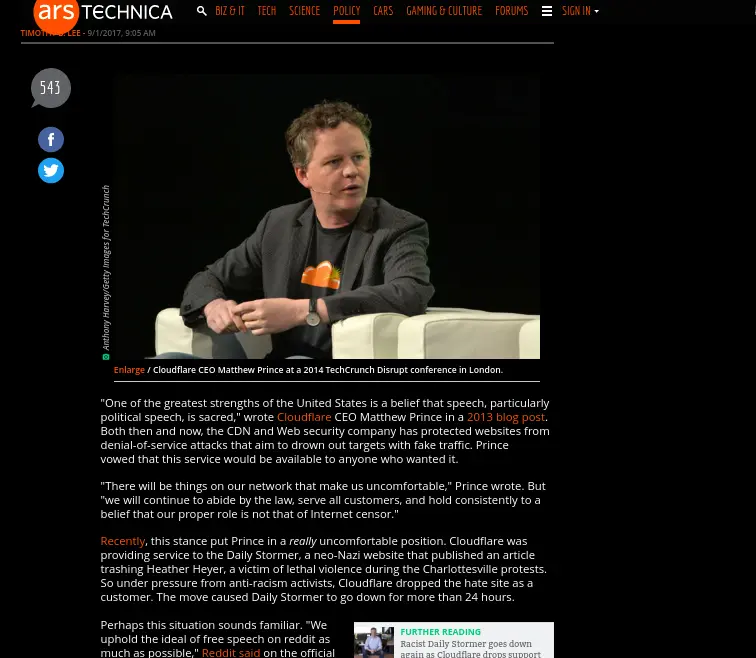 ars TECHNICA
BIZ & IT TECH SCIENCE POLICY CARS GAMING & CULTURE FORUMS SIGN IN
TIMOTHY B. LEE - 9/1/2017, 9:05 AM
543
Anthony Harvey/Getty Images for TechCrunch
Enlarge / Cloudflare CEO Matthew Prince at a 2014 TechCrunch Disrupt conference in London.
"One of the greatest strengths of the United States is a belief that speech, particularly
political speech, is sacred," wrote Cloudflare CEO Matthew Prince in a 2013 blog post.
Both then and now, the CDN and Web security company has protected websites from
denial-of-service attacks that aim to drown out targets with fake traffic. Prince
vowed that this service would be available to anyone who wanted it.
"There will be things on our network that make us uncomfortable," Prince wrote. But
"we will continue to abide by the law, serve all customers, and hold consistently to a
belief that our proper role is not that of Internet censor."
Recently, this stance put Prince in a really uncomfortable position. Cloudflare was
providing service to the Daily Stormer, a neo-Nazi website that published an article
trashing Heather Heyer, a victim of lethal violence during the Charlottesville protests.
So under pressure from anti-racism activists, Cloudflare dropped the hate site as a
customer. The move caused Daily Stormer to go down for more than 24 hours.
Perhaps this situation sounds familiar. "We
uphold the ideal of free speech on reddit as
much as possible," Reddit said on the official
FURTHER READING
Racist Daily Stormer goes down
again as Cloudflare drops support